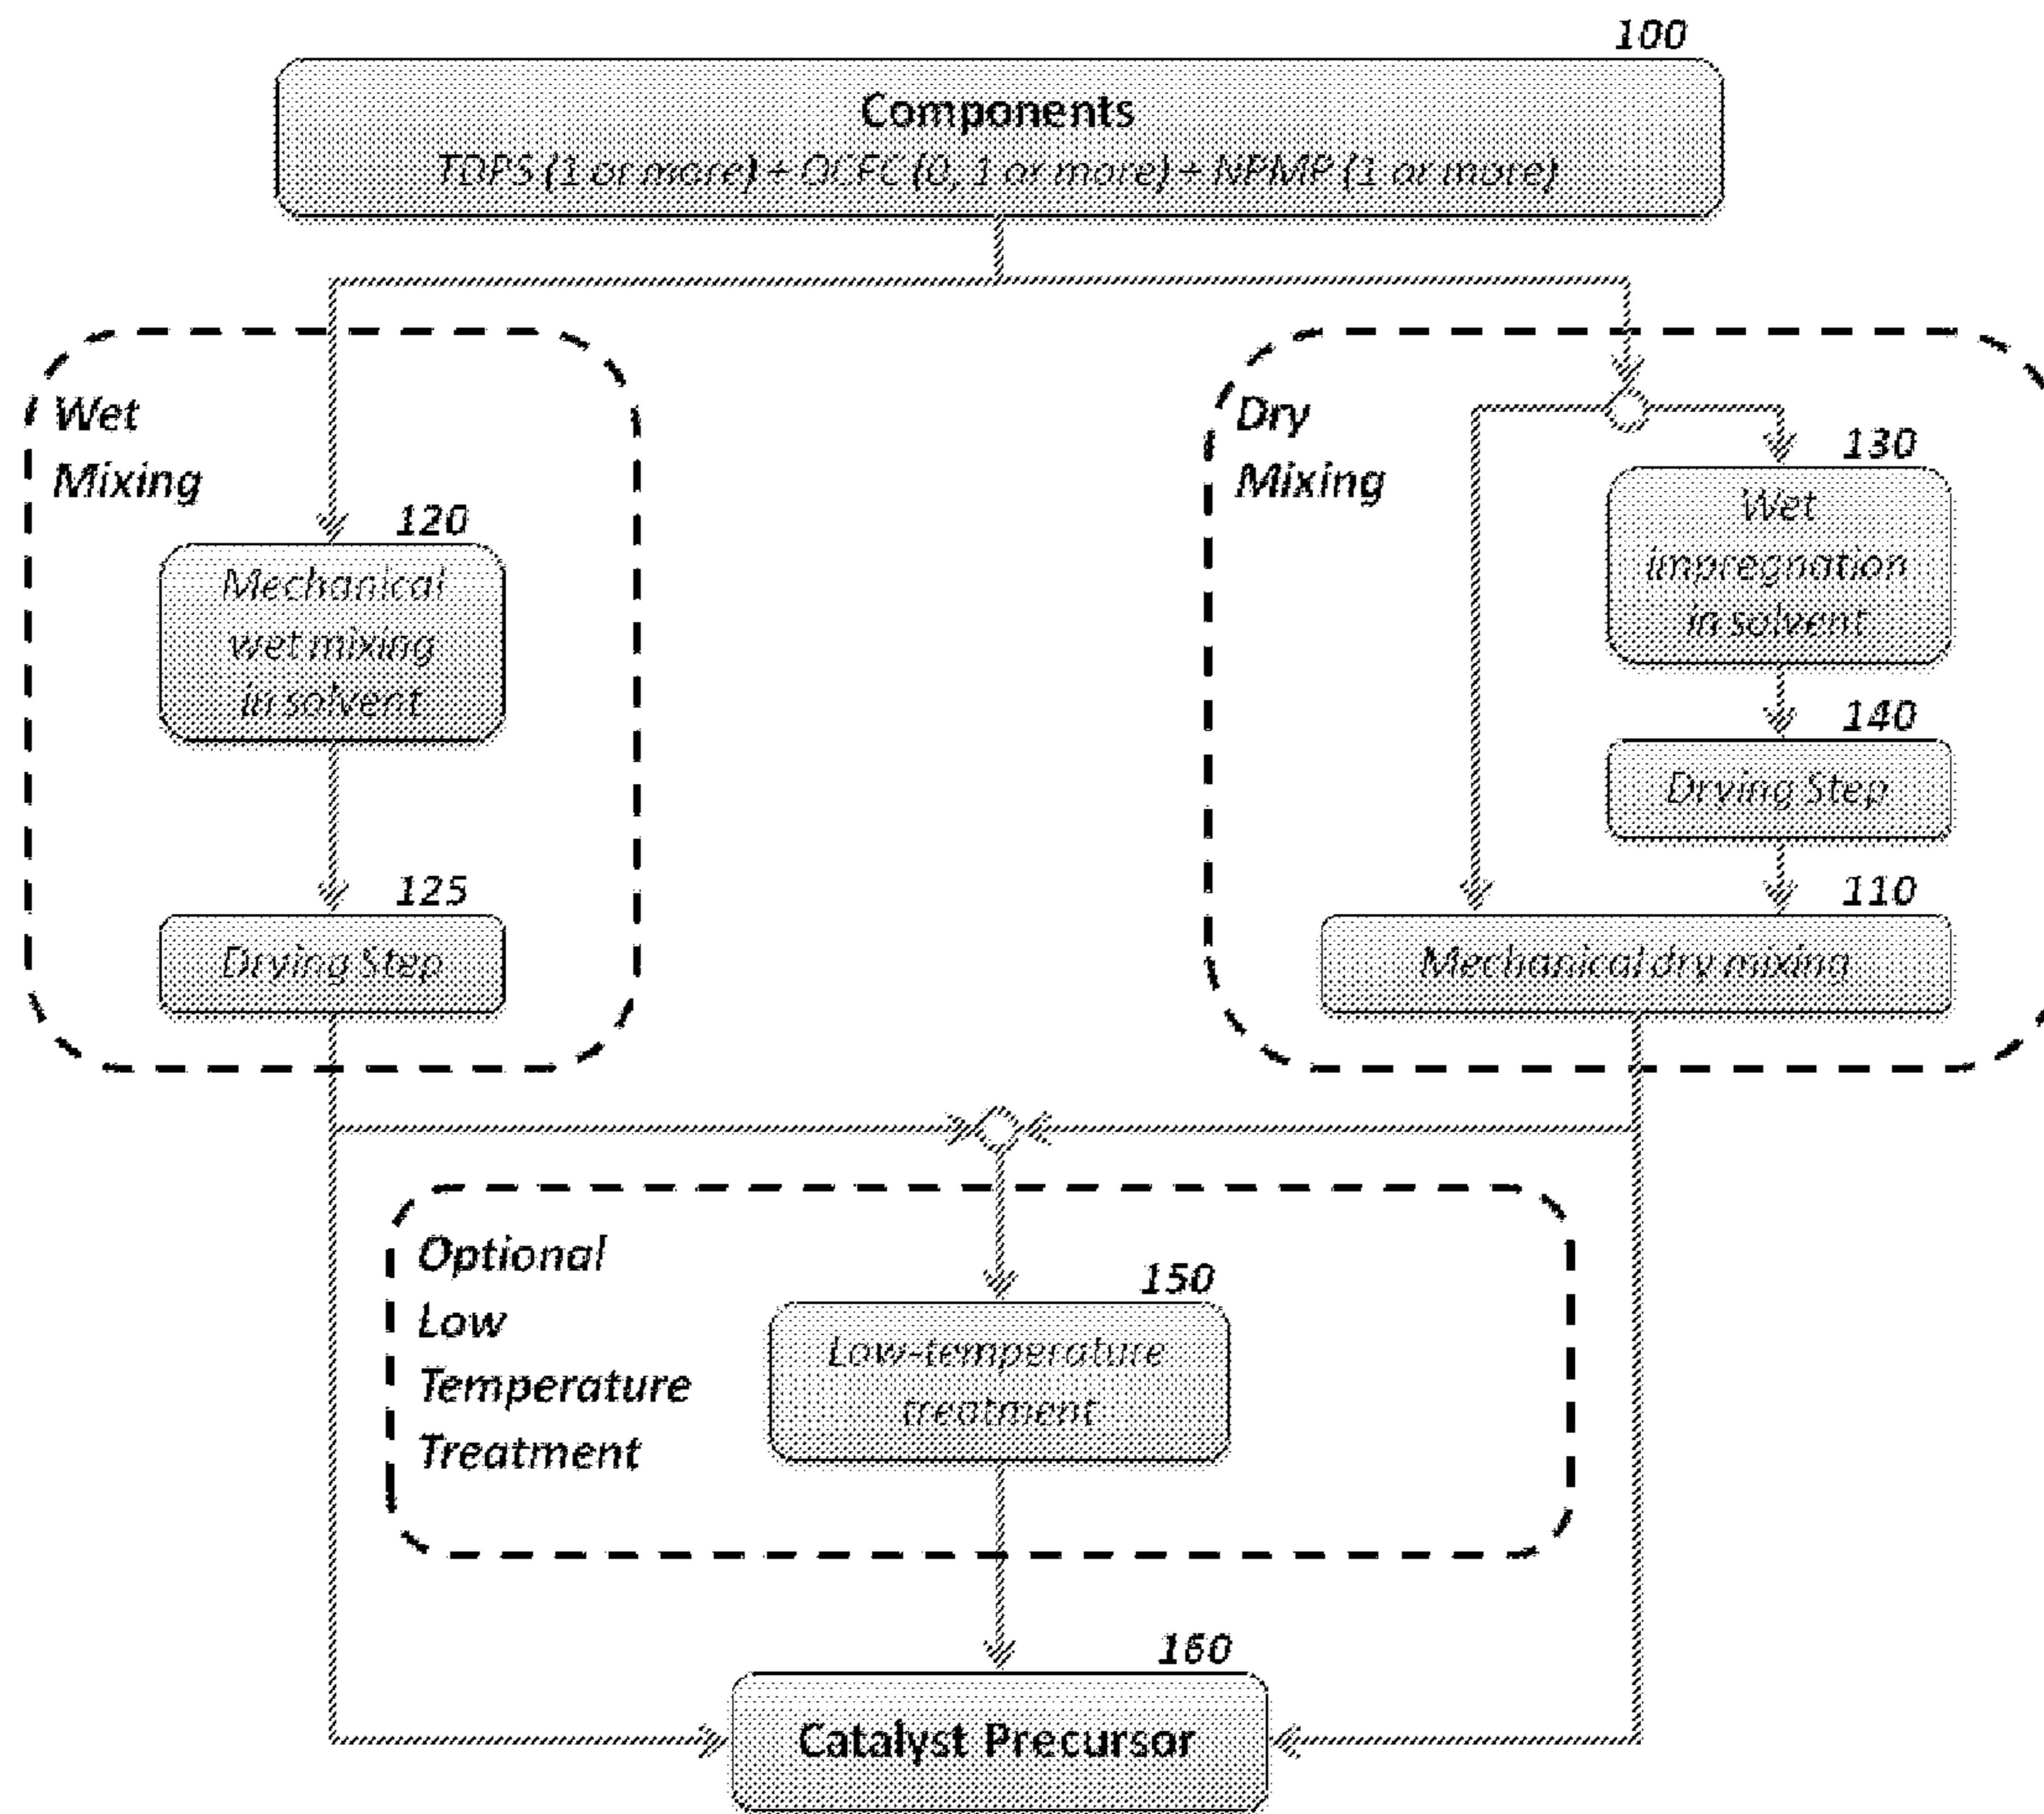 100
Components
TDPS (1 or more) + OCFC (0, 1 or more) + NPMP (1 or more)
Wet
Mixing
120
Mechanical
wet mixing
in solvent
125
Drying Step
Dry
Mixing
130
Wet
impregnation
in solvent
140
Drying Step
110
Mechanical dry mixing
Optional
Low
Temperature
Treatment
150
Low-temperature
treatment
160
Catalyst Precursor